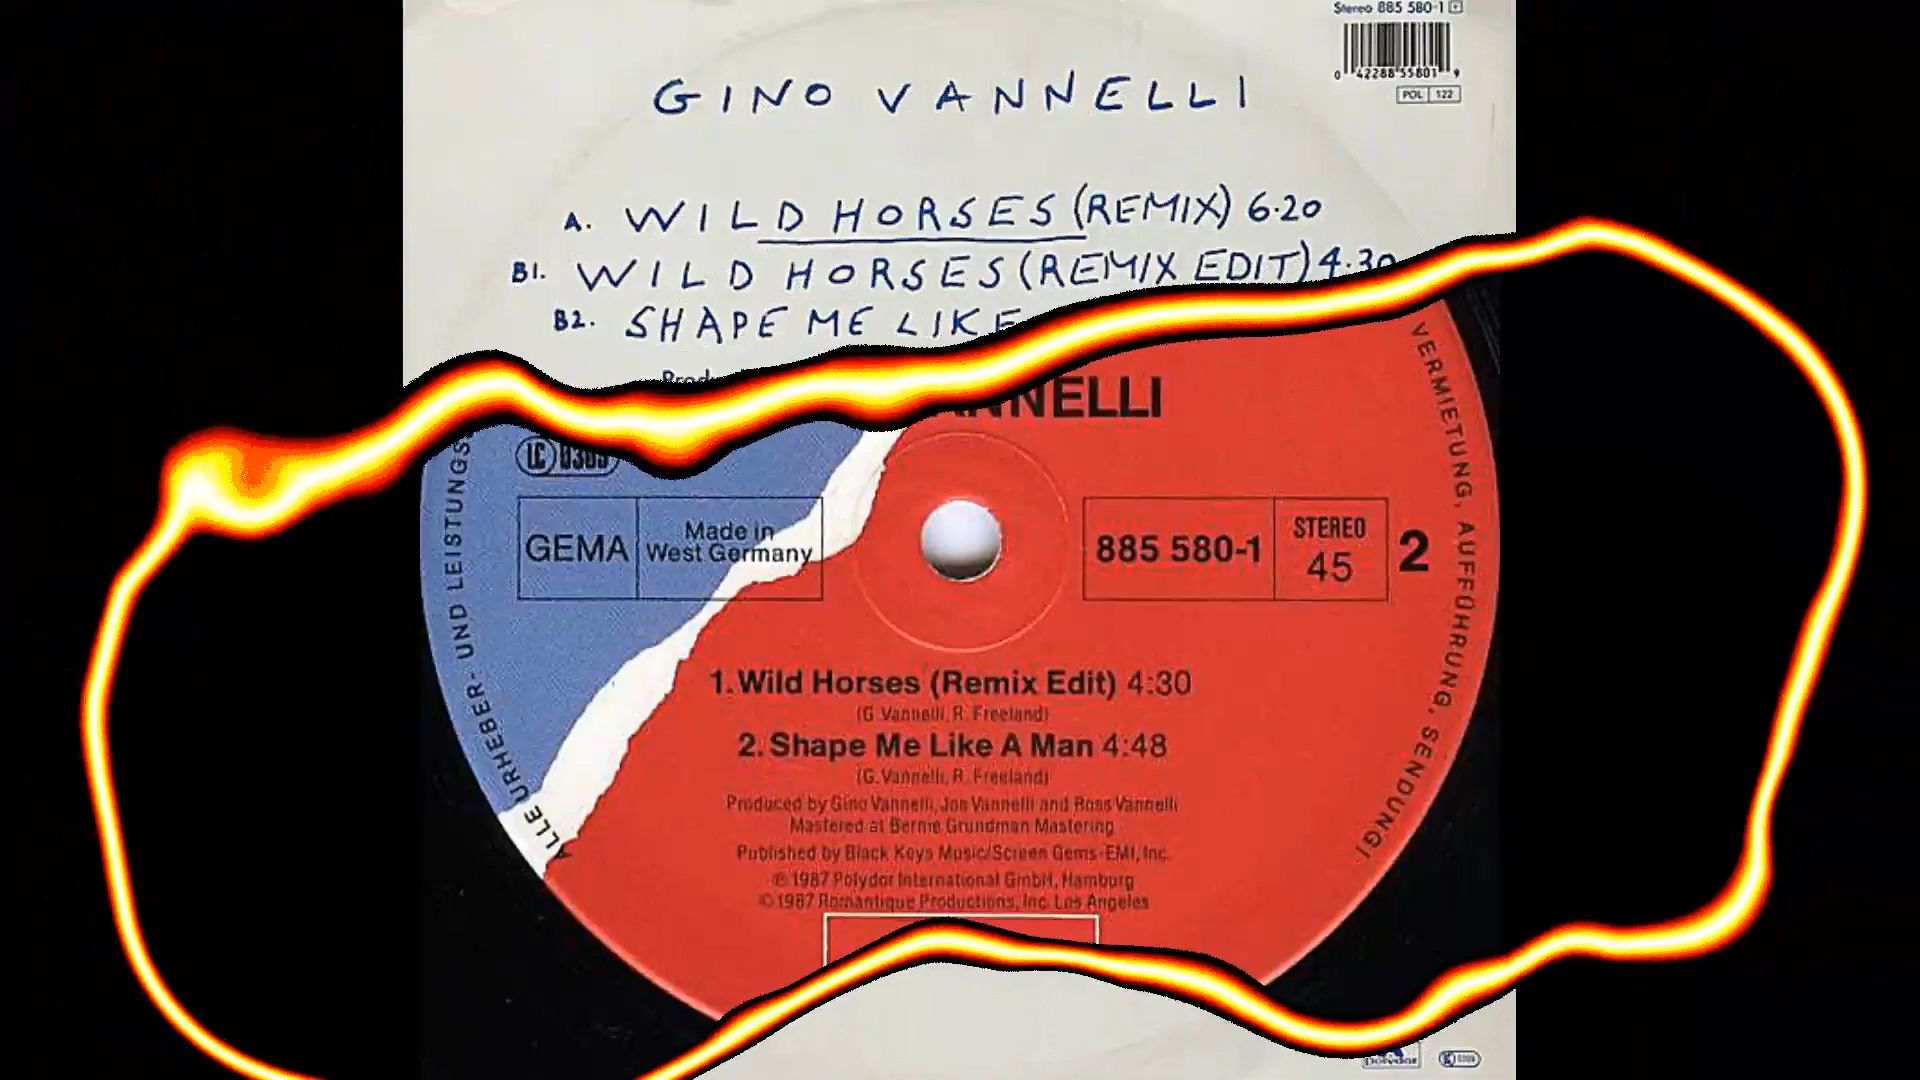 Stereo 885 580-1
0 42288 55801 9
POL 122
GINO VANNELLI
A. WILD HORSES (REMIX) 6·20
B1. WILD HORSES (REMIX EDIT) 4·30
B2. SHAPE ME LIKE
ANNELLI
LC 0309
GEMA
Made in
West Germany
885 580-1
STEREO
45
2
1. Wild Horses (Remix Edit) 4:30
(G. Vannelli, R. Freeland)
2. Shape Me Like A Man 4:48
(G. Vannelli, R. Freeland)
Produced by Gino Vannelli, Joe Vannelli and Ross Vannelli
Mastered at Bernie Grundman Mastering
Published by Black Keys Music/Screen Gems-EMI, Inc.
℗ 1987 Polydor International GmbH, Hamburg
© 1987 Romantique Productions, Inc. Los Angeles
ALLE URHEBER- UND LEISTUNGS
VERMIETUNG, AUFFÜHRUNG, SENDUNG!
polydor